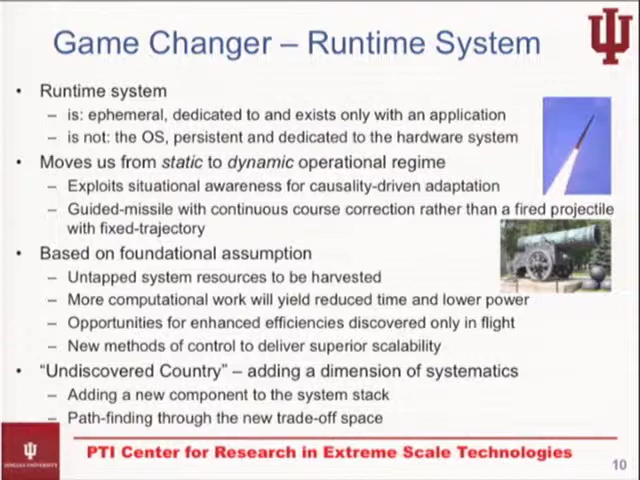 Game Changer – Runtime System
• Runtime system
– is: ephemeral, dedicated to and exists only with an application
– is not: the OS, persistent and dedicated to the hardware system
• Moves us from static to dynamic operational regime
– Exploits situational awareness for causality-driven adaptation
– Guided-missile with continuous course correction rather than a fired projectile
with fixed-trajectory
• Based on foundational assumption
– Untapped system resources to be harvested
– More computational work will yield reduced time and lower power
– Opportunities for enhanced efficiencies discovered only in flight
– New methods of control to deliver superior scalability
• “Undiscovered Country” – adding a dimension of systematics
– Adding a new component to the system stack
– Path-finding through the new trade-off space
PTI Center for Research in Extreme Scale Technologies
INDIANA UNIVERSITY
10